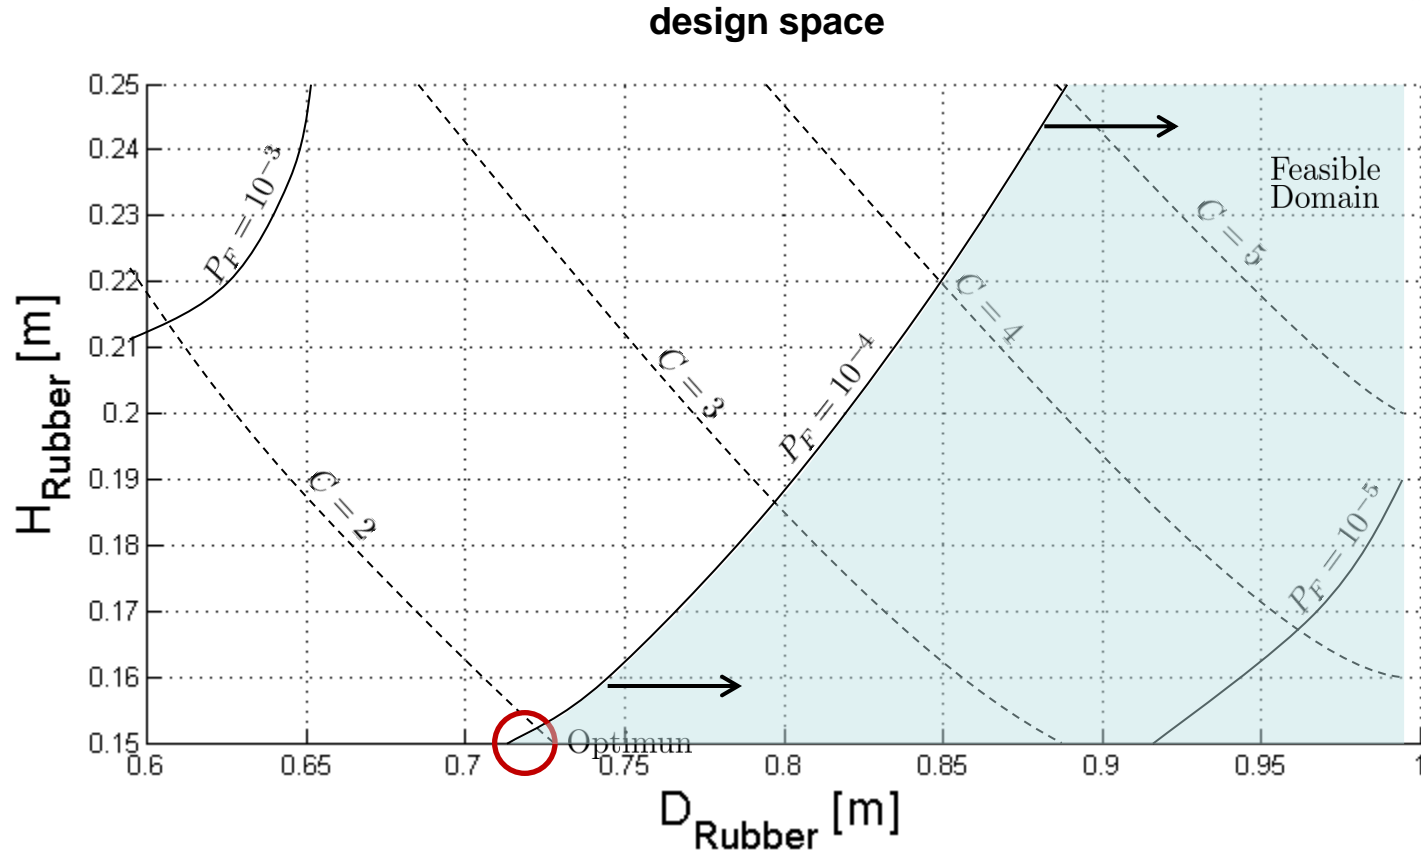 design space
0.25
0.24
0.23
0.22
0.21
0.2
0.19
0.18
0.17
0.16
0.15
H_Rubber [m]
P_F = 10^{-3}
C = 2
C = 3
P_F = 10^{-4}
C = 4
C = 5
Feasible
Domain
P_F = 10^{-5}
Optimun
0.6 0.65 0.7 0.75 0.8 0.85 0.9 0.95 1
D_Rubber [m]